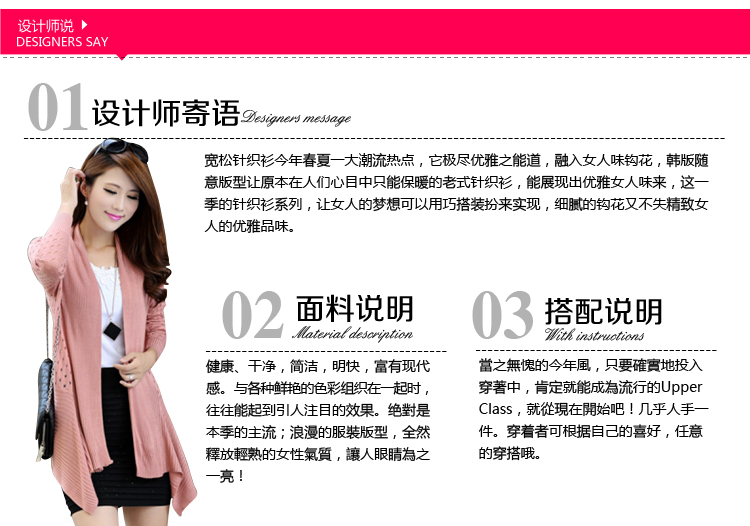 设计师说
DESIGNERS SAY
01 设计师寄语 Designers message
宽松针织衫今年春夏一大潮流热点，它极尽优雅之能道，融入女人味钩花，韩版随
意版型让原本在人们心目中只能保暖的老式针织衫，能展现出优雅女人味来，这一
季的针织衫系列，让女人的梦想可以用巧搭装扮来实现，细腻的钩花又不失精致女
人的优雅品味。
02 面料说明 Material description
健康、干净，简洁，明快，富有现代
感。与各种鲜艳的色彩组织在一起时，
往往能起到引人注目的效果。绝對是
本季的主流；浪漫的服裝版型，全然
釋放輕熟的女性氣質，讓人眼睛為之
一亮！
03 搭配说明 With instructions
當之無愧的今年風，只要確實地投入
穿著中，肯定就能成為流行的Upper
Class，就從現在開始吧！几乎人手一
件。穿着者可根据自己的喜好，任意
的穿搭哦。